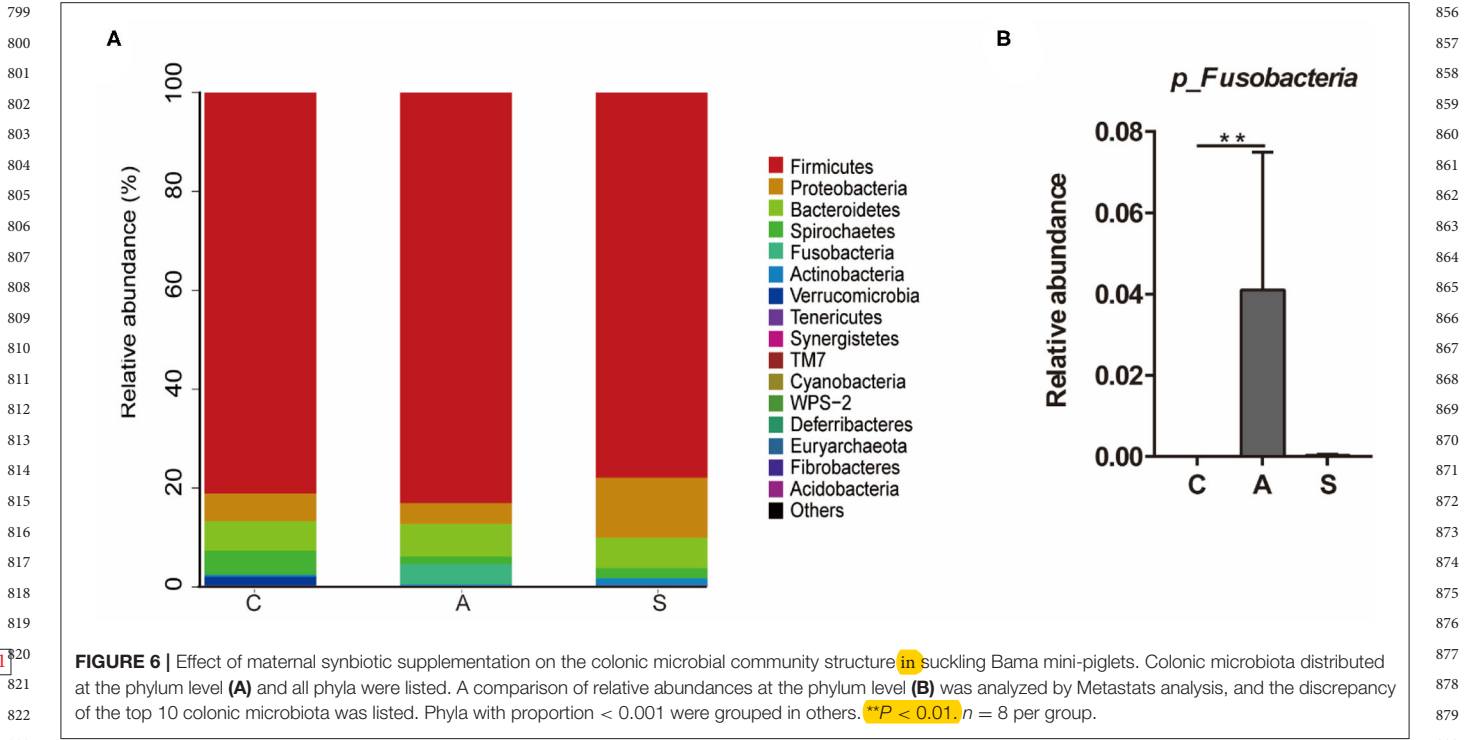 799
800
801
802
803
804
805
806
807
808
809
810
811
812
813
814
815
816
817
818
819
820
821
822
1
A
Relative abundance (%)
100
80
60
40
20
0
C A S
Firmicutes
Proteobacteria
Bacteroidetes
Spirochaetes
Fusobacteria
Actinobacteria
Verrucomicrobia
Tenericutes
Synergistetes
TM7
Cyanobacteria
WPS-2
Deferribacteres
Euryarchaeota
Fibrobacteres
Acidobacteria
Others
B
p_Fusobacteria
Relative abundance
0.08
0.06
0.04
0.02
0.00
**
C A S
FIGURE 6 | Effect of maternal synbiotic supplementation on the colonic microbial community structure in suckling Bama mini-piglets. Colonic microbiota distributed
at the phylum level (A) and all phyla were listed. A comparison of relative abundances at the phylum level (B) was analyzed by Metastats analysis, and the discrepancy
of the top 10 colonic microbiota was listed. Phyla with proportion < 0.001 were grouped in others. **P < 0.01. n = 8 per group.
856
857
858
859
860
861
862
863
864
865
866
867
868
869
870
871
872
873
874
875
876
877
878
879